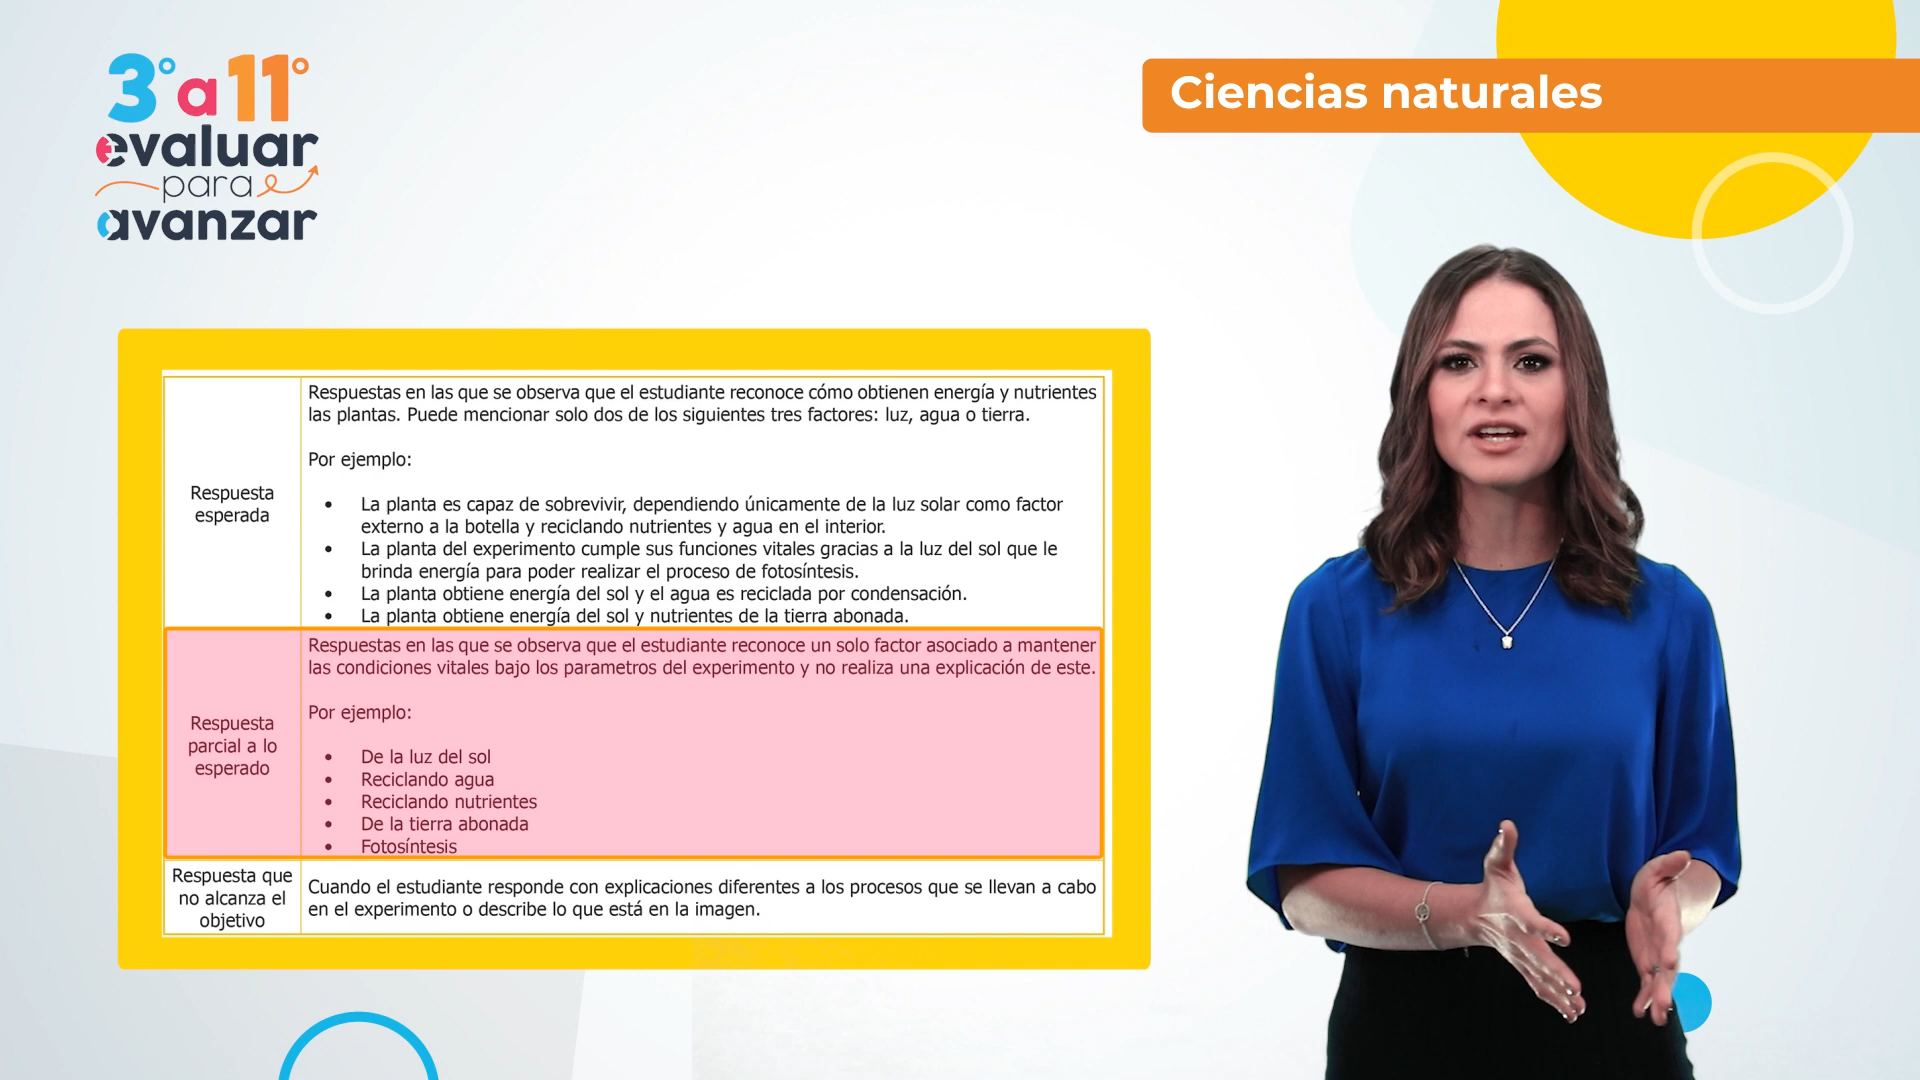 3° a 11°
evaluar
para
avanzar
Ciencias naturales
Respuesta
esperada
Respuestas en las que se observa que el estudiante reconoce cómo obtienen energía y nutrientes
las plantas. Puede mencionar solo dos de los siguientes tres factores: luz, agua o tierra.
Por ejemplo:
• La planta es capaz de sobrevivir, dependiendo únicamente de la luz solar como factor
externo a la botella y reciclando nutrientes y agua en el interior.
• La planta del experimento cumple sus funciones vitales gracias a la luz del sol que le
brinda energía para poder realizar el proceso de fotosíntesis.
• La planta obtiene energía del sol y el agua es reciclada por condensación.
• La planta obtiene energía del sol y nutrientes de la tierra abonada.
Respuesta
parcial a lo
esperado
Respuestas en las que se observa que el estudiante reconoce un solo factor asociado a mantener
las condiciones vitales bajo los parametros del experimento y no realiza una explicación de este.
Por ejemplo:
• De la luz del sol
• Reciclando agua
• Reciclando nutrientes
• De la tierra abonada
• Fotosíntesis
Respuesta que
no alcanza el
objetivo
Cuando el estudiante responde con explicaciones diferentes a los procesos que se llevan a cabo
en el experimento o describe lo que está en la imagen.